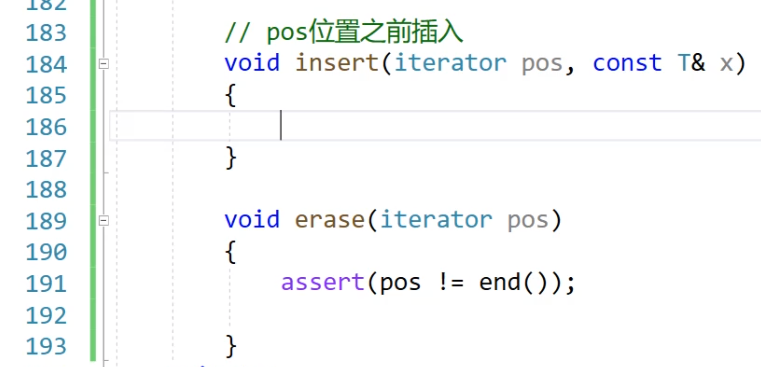 182
183 // pos位置之前插入
184 void insert(iterator pos, const T& x)
185 {
186
187 }
188
189 void erase(iterator pos)
190 {
191 assert(pos != end());
192
193 }